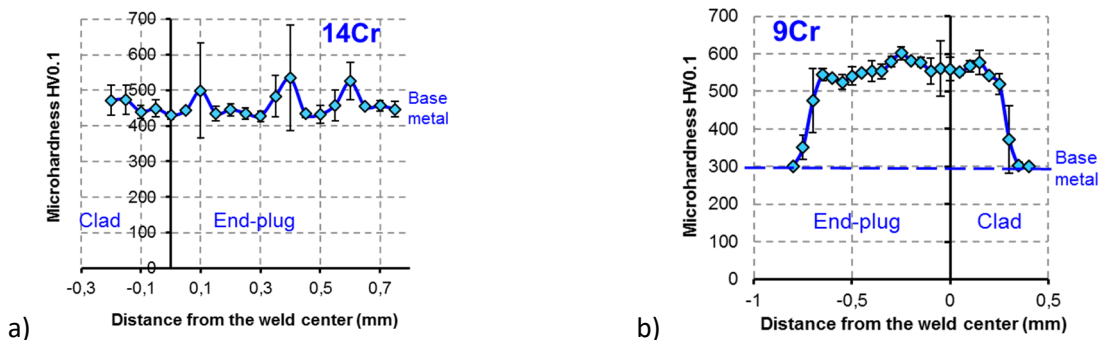 700
14Cr
600
500
Base
metal
400
300
200
Clad
End-plug
100
0
-0,3
-0,1
0,1
0,3
0,5
0,7
Microhardness HV0.1
Distance from the weld center (mm)
a)
700
9Cr
600
500
400
300
Base
metal
200
End-plug
Clad
100
0
-1
-0,5
0
0,5
Microhardness HV0.1
Distance from the weld center (mm)
b)